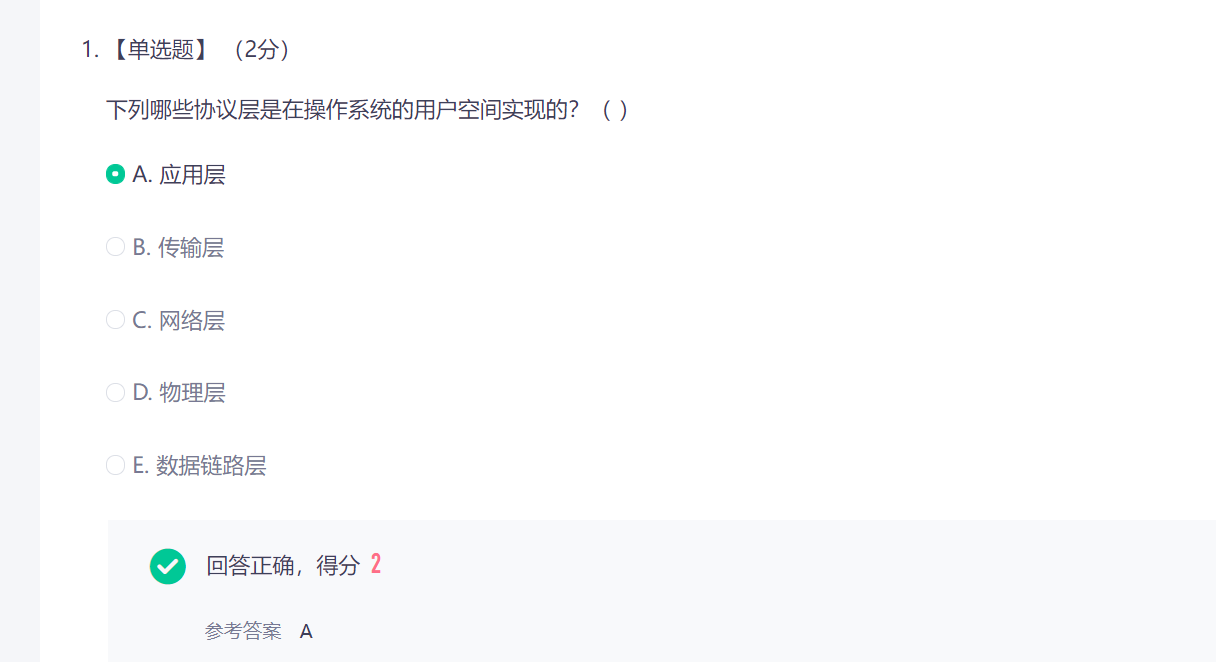 1. 【单选题】 （2分）
下列哪些协议层是在操作系统的用户空间实现的？（ ）
A. 应用层
B. 传输层
C. 网络层
D. 物理层
E. 数据链路层
回答正确，得分 2
参考答案 A